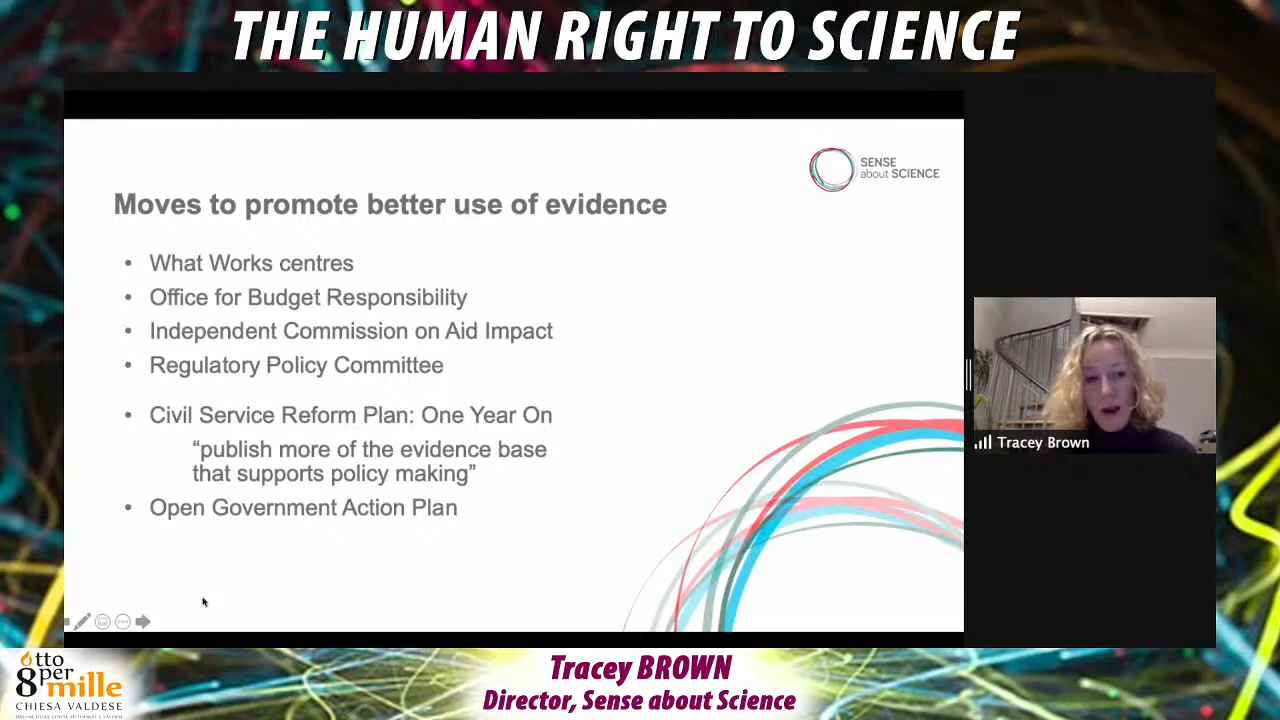 THE HUMAN RIGHT TO SCIENCE
SENSE
about SCIENCE
Moves to promote better use of evidence
• What Works centres
• Office for Budget Responsibility
• Independent Commission on Aid Impact
• Regulatory Policy Committee
• Civil Service Reform Plan: One Year On
“publish more of the evidence base
that supports policy making”
• Open Government Action Plan
Tracey Brown
otto
per
8 mille
CHIESA VALDESE
Tracey BROWN
Director, Sense about Science